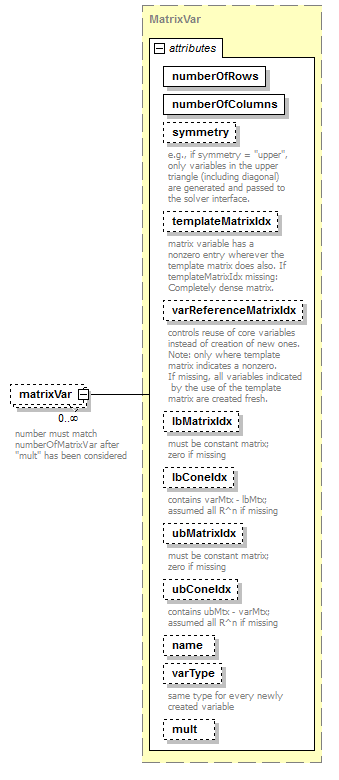 MatrixVar
attributes
numberOfRows
numberOfColumns
symmetry
e.g., if symmetry = "upper",
only variables in the upper
triangle (including diagonal)
are generated and passed to
the solver interface.
templateMatrixIdx
matrix variable has a
nonzero entry wherever the
template matrix does also. If
templateMatrixIdx missing:
Completely dense matrix.
varReferenceMatrixIdx
controls reuse of core variables
instead of creation of new ones.
Note: only where template
matrix indicates a nonzero.
If missing, all variables indicated
by the use of the template
matrix are created fresh.
matrixVar
0..∞
number must match
numberOfMatrixVar after
"mult" has been considered
lbMatrixIdx
must be constant matrix;
zero if missing
lbConeIdx
contains varMtx - lbMtx;
assumed all R^n if missing
ubMatrixIdx
must be constant matrix;
zero if missing
ubConeIdx
contains ubMtx - varMtx;
assumed all R^n if missing
name
varType
same type for every newly
created variable
mult